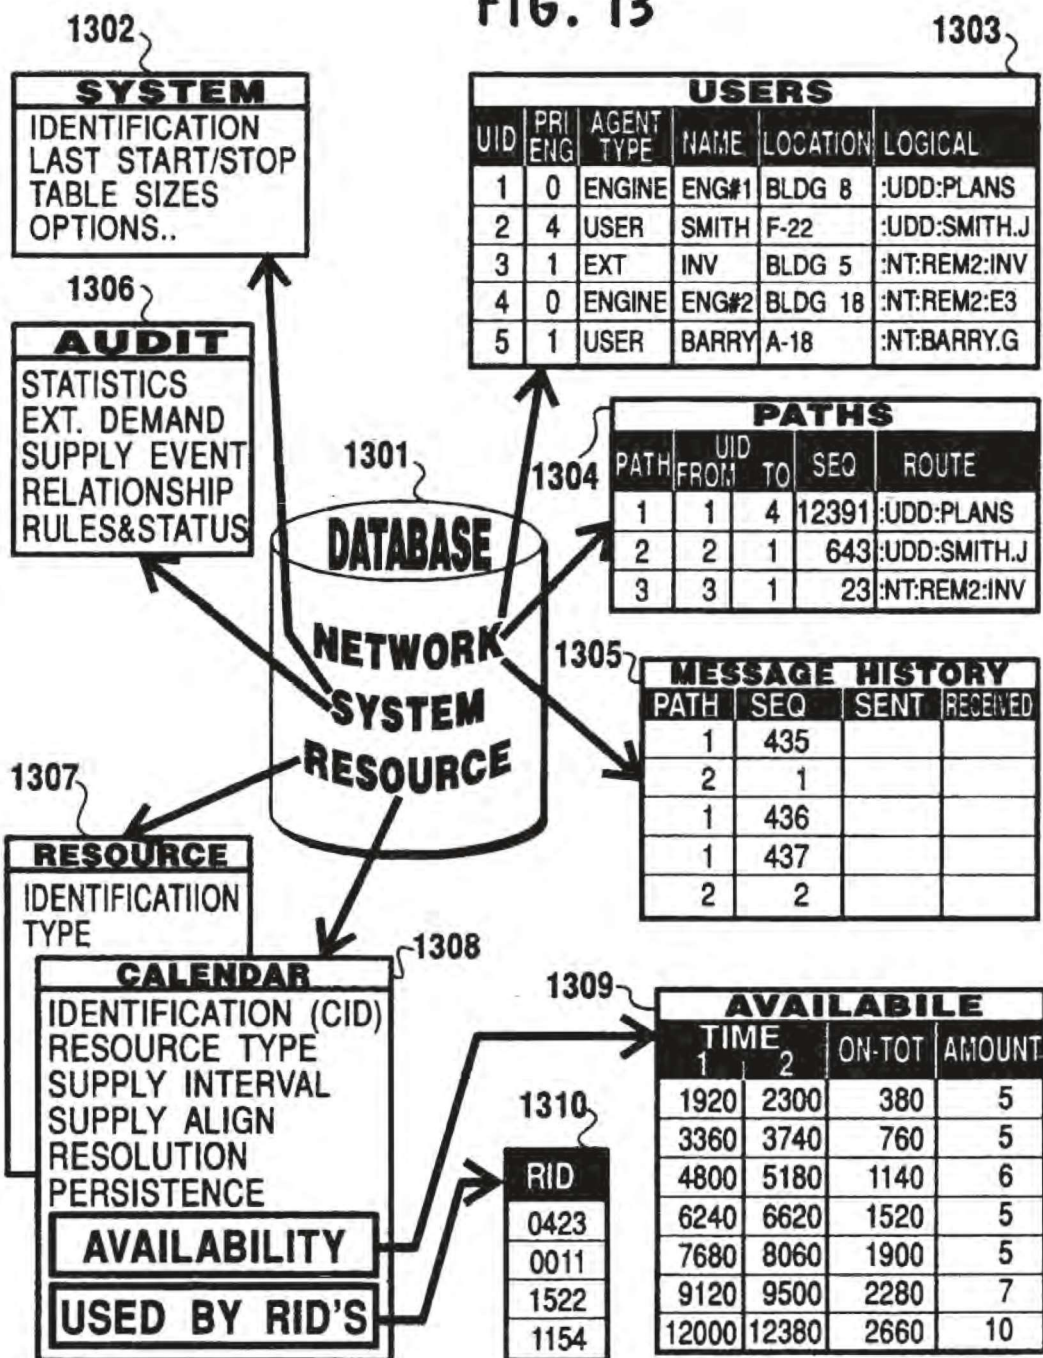 FIG. 13
1302
SYSTEM
IDENTIFICATION
LAST START/STOP
TABLE SIZES
OPTIONS..
1303
USERS
UID PRI ENG AGENT TYPE NAME LOCATION LOGICAL
1 0 ENGINE ENG#1 BLDG 8 :UDD:PLANS
2 4 USER SMITH F-22 :UDD:SMITH.J
3 1 EXT INV BLDG 5 :NT:REM2:INV
4 0 ENGINE ENG#2 BLDG 18 :NT:REM2:E3
5 1 USER BARRY A-18 :NT:BARRY.G
1306
AUDIT
STATISTICS
EXT. DEMAND
SUPPLY EVENT
RELATIONSHIP
RULES&STATUS
1304
PATHS
PATH UID FROM TO SEQ ROUTE
1 1 4 12391 :UDD:PLANS
2 2 1 643 :UDD:SMITH.J
3 3 1 23 :NT:REM2:INV
1301
DATABASE
NETWORK
SYSTEM
RESOURCE
1305
MESSAGE HISTORY
PATH SEQ SENT RECEIVED
1 435
2 1
1 436
1 437
2 2
1307
RESOURCE
IDENTIFICATIION
TYPE
1308
CALENDAR
IDENTIFICATION (CID)
RESOURCE TYPE
SUPPLY INTERVAL
SUPPLY ALIGN
RESOLUTION
PERSISTENCE
AVAILABILITY
USED BY RID'S
1310
RID
0423
0011
1522
1154
1309
AVAILABILE
TIME 1 2 ON-TOT AMOUNT
1920 2300 380 5
3360 3740 760 5
4800 5180 1140 6
6240 6620 1520 5
7680 8060 1900 5
9120 9500 2280 7
12000 12380 2660 10